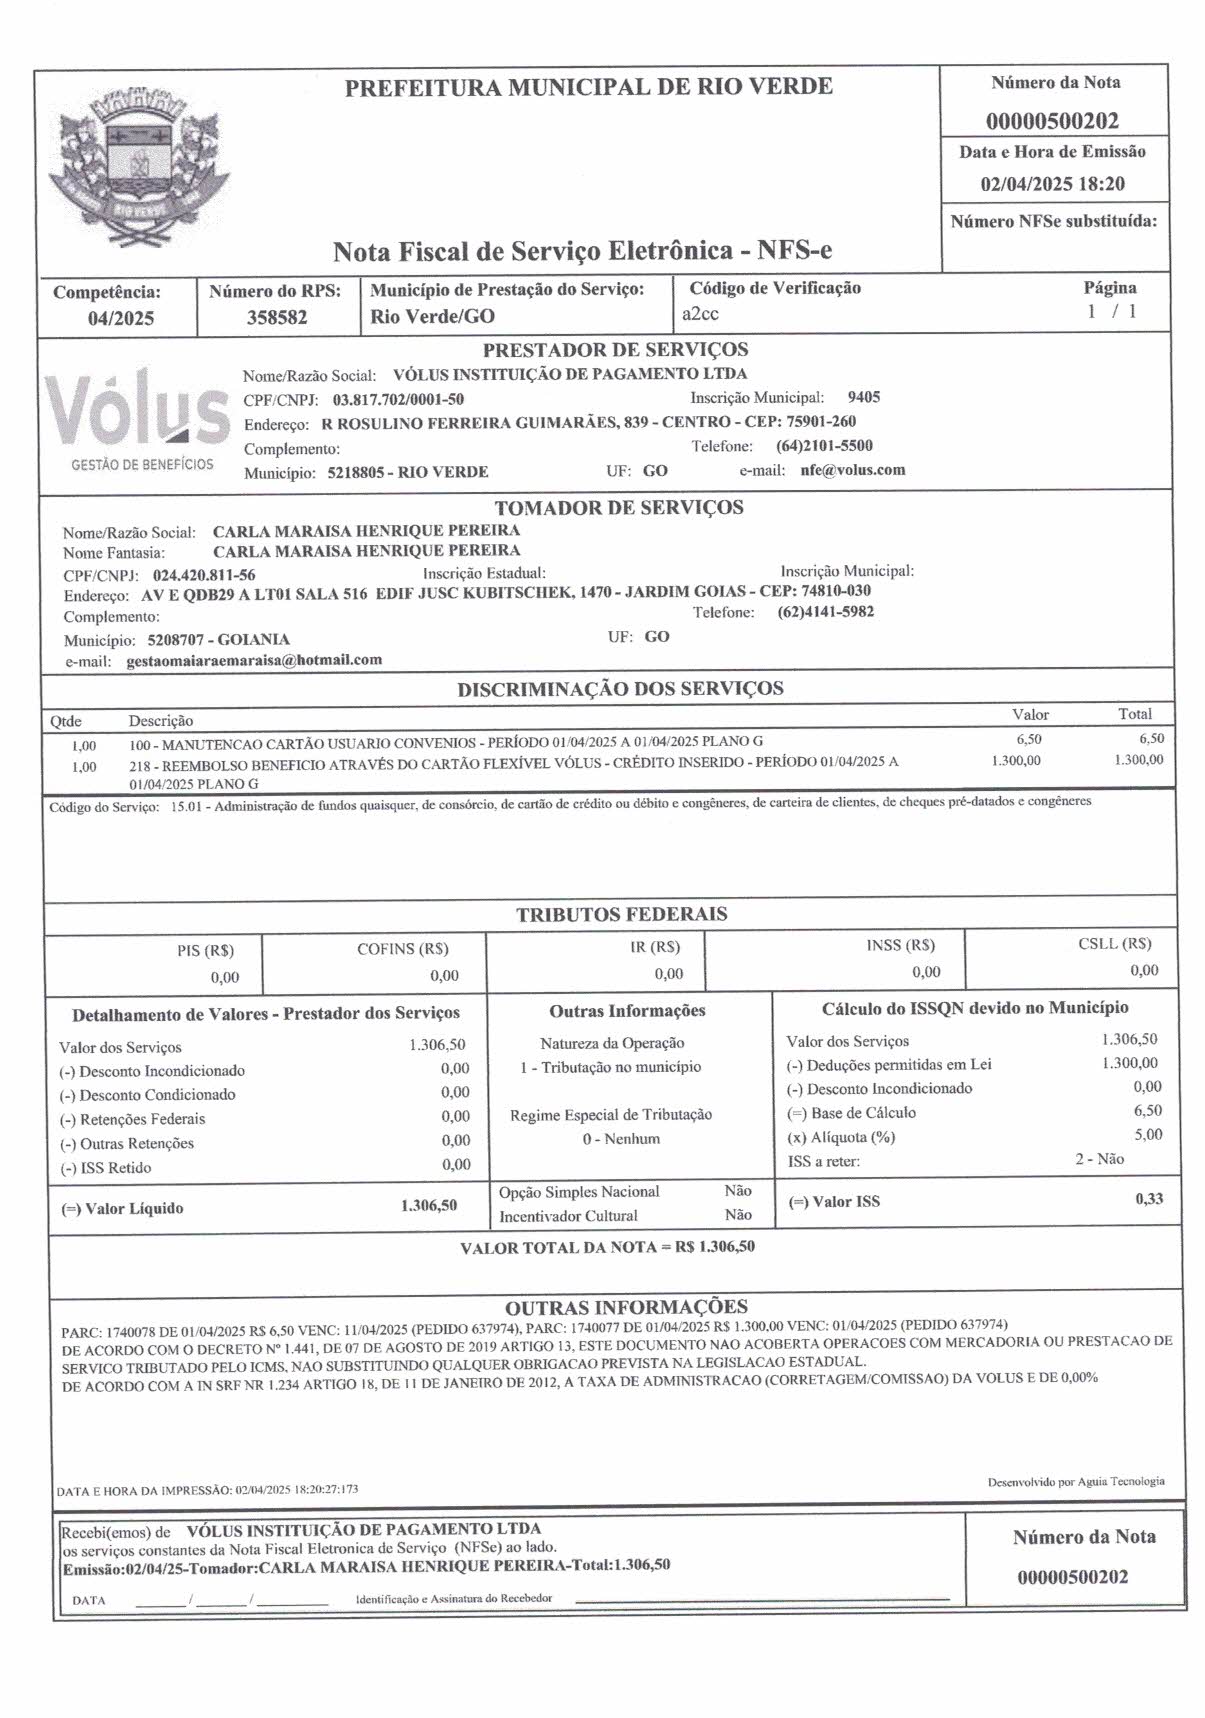 PREFEITURA MUNICIPAL DE RIO VERDE
RIO VERDE
Nota Fiscal de Serviço Eletrônica - NFS-e
Número da Nota
00000500202
Data e Hora de Emissão
02/04/2025 18:20
Número NFSe substituída:
Competência:
04/2025
Número do RPS:
358582
Município de Prestação do Serviço:
Rio Verde/GO
Código de Verificação
a2cc
Página
1 / 1
PRESTADOR DE SERVIÇOS
Vólus
GESTÃO DE BENEFÍCIOS
Nome/Razão Social: VÓLUS INSTITUIÇÃO DE PAGAMENTO LTDA
CPF/CNPJ: 03.817.702/0001-50 Inscrição Municipal: 9405
Endereço: R ROSULINO FERREIRA GUIMARÃES, 839 - CENTRO - CEP: 75901-260
Complemento: Telefone: (64)2101-5500
Município: 5218805 - RIO VERDE UF: GO e-mail: nfe@volus.com
TOMADOR DE SERVIÇOS
Nome/Razão Social: CARLA MARAISA HENRIQUE PEREIRA
Nome Fantasia: CARLA MARAISA HENRIQUE PEREIRA
CPF/CNPJ: 024.420.811-56 Inscrição Estadual: Inscrição Municipal:
Endereço: AV E QDB29 A LT01 SALA 516 EDIF JUSC KUBITSCHEK, 1470 - JARDIM GOIAS - CEP: 74810-030
Complemento: Telefone: (62)4141-5982
Município: 5208707 - GOIANIA UF: GO
e-mail: gestaomaiaraemaraisa@hotmail.com
DISCRIMINAÇÃO DOS SERVIÇOS
Qtde Descrição Valor Total
1,00 100 - MANUTENCAO CARTÃO USUARIO CONVENIOS - PERÍODO 01/04/2025 A 01/04/2025 PLANO G 6,50 6,50
1,00 218 - REEMBOLSO BENEFICIO ATRAVÉS DO CARTÃO FLEXÍVEL VÓLUS - CRÉDITO INSERIDO - PERÍODO 01/04/2025 A 1.300,00 1.300,00
01/04/2025 PLANO G
Código do Serviço: 15.01 - Administração de fundos quaisquer, de consórcio, de cartão de crédito ou débito e congêneres, de carteira de clientes, de cheques pré-datados e congêneres
TRIBUTOS FEDERAIS
PIS (R$) COFINS (R$) IR (R$) INSS (R$) CSLL (R$)
0,00 0,00 0,00 0,00 0,00
Detalhamento de Valores - Prestador dos Serviços
Valor dos Serviços 1.306,50
(-) Desconto Incondicionado 0,00
(-) Desconto Condicionado 0,00
(-) Retenções Federais 0,00
(-) Outras Retenções 0,00
(-) ISS Retido 0,00
(=) Valor Líquido 1.306,50
Outras Informações
Natureza da Operação
1 - Tributação no município
Regime Especial de Tributação
0 - Nenhum
Opção Simples Nacional Não
Incentivador Cultural Não
Cálculo do ISSQN devido no Município
Valor dos Serviços 1.306,50
(-) Deduções permitidas em Lei 1.300,00
(-) Desconto Incondicionado 0,00
(=) Base de Cálculo 6,50
(x) Alíquota (%) 5,00
ISS a reter: 2 - Não
(=) Valor ISS 0,33
VALOR TOTAL DA NOTA = R$ 1.306,50
OUTRAS INFORMAÇÕES
PARC: 1740078 DE 01/04/2025 R$ 6,50 VENC: 11/04/2025 (PEDIDO 637974), PARC: 1740077 DE 01/04/2025 R$ 1.300,00 VENC: 01/04/2025 (PEDIDO 637974)
DE ACORDO COM O DECRETO Nº 1.441, DE 07 DE AGOSTO DE 2019 ARTIGO 13, ESTE DOCUMENTO NAO ACOBERTA OPERACOES COM MERCADORIA OU PRESTACAO DE
SERVICO TRIBUTADO PELO ICMS, NAO SUBSTITUINDO QUALQUER OBRIGACAO PREVISTA NA LEGISLACAO ESTADUAL.
DE ACORDO COM A IN SRF NR 1.234 ARTIGO 18, DE 11 DE JANEIRO DE 2012, A TAXA DE ADMINISTRACAO (CORRETAGEM/COMISSAO) DA VOLUS E DE 0,00%
DATA E HORA DA IMPRESSÃO: 02/04/2025 18:20:27:173
Desenvolvido por Aguia Tecnologia
Recebi(emos) de VÓLUS INSTITUIÇÃO DE PAGAMENTO LTDA
os serviços constantes da Nota Fiscal Eletronica de Serviço (NFSe) ao lado.
Emissão:02/04/25-Tomador:CARLA MARAISA HENRIQUE PEREIRA-Total:1.306,50
DATA ______/______/_________ Identificação e Assinatura do Recebedor
Número da Nota
00000500202